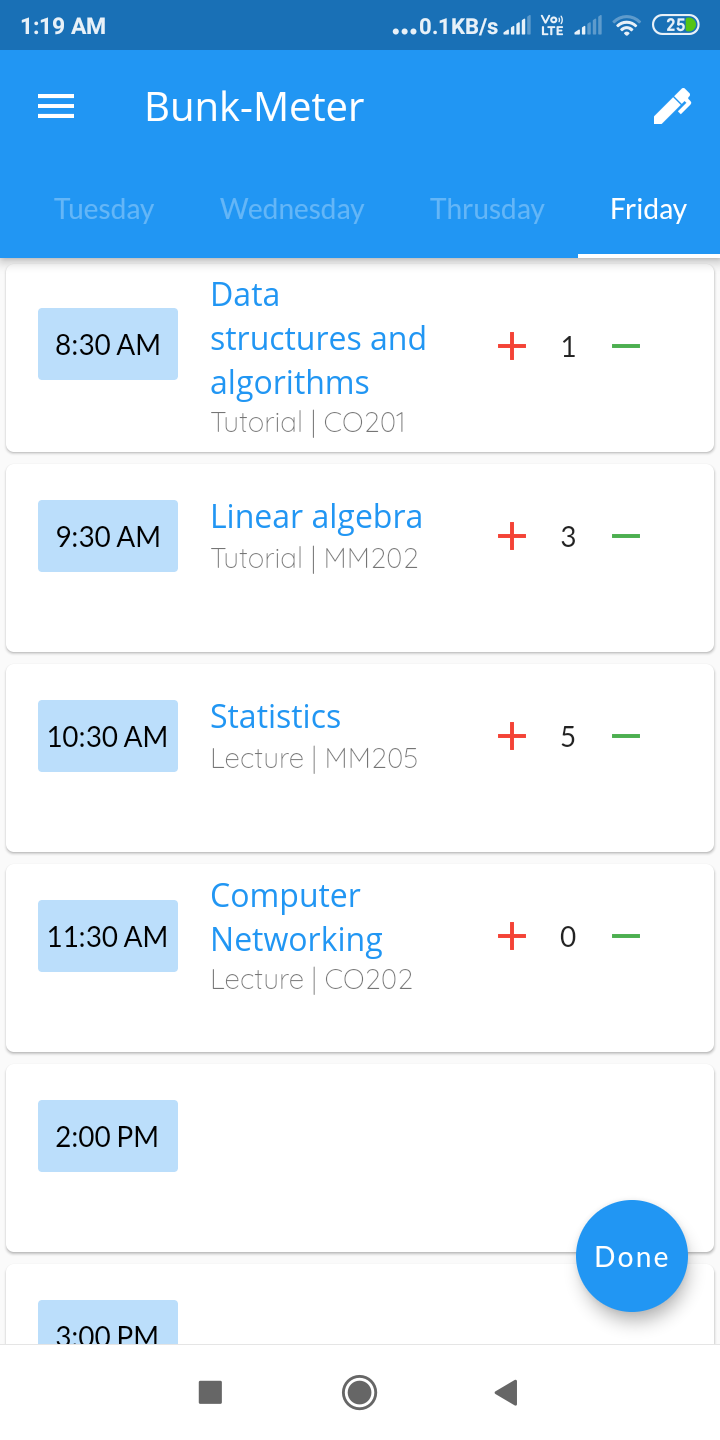 1:19 AM ...0.1KB/s Vo)) LTE 25
Bunk-Meter
Tuesday Wednesday Thrusday Friday
8:30 AM
Data
structures and
algorithms
Tutorial | CO201
+ 1 −
9:30 AM
Linear algebra
Tutorial | MM202
+ 3 −
10:30 AM
Statistics
Lecture | MM205
+ 5 −
11:30 AM
Computer
Networking
Lecture | CO202
+ 0 −
2:00 PM
Done
3:00 PM